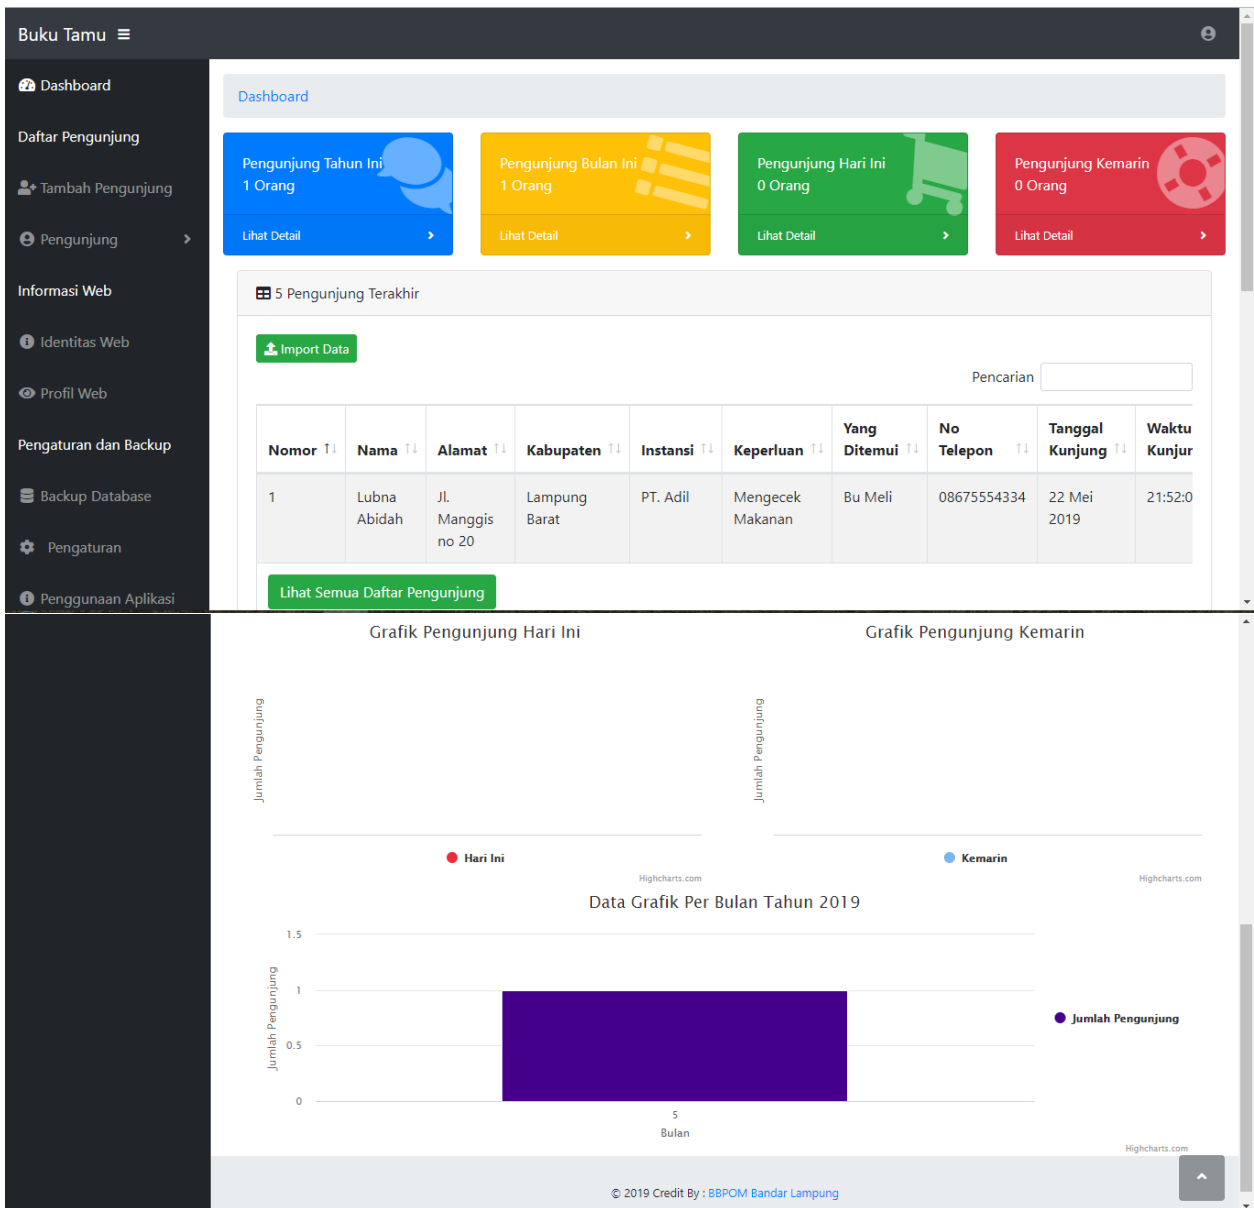 Buku Tamu
Dashboard
Daftar Pengunjung
Tambah Pengunjung
Pengunjung
Informasi Web
Identitas Web
Profil Web
Pengaturan dan Backup
Backup Database
Pengaturan
Penggunaan Aplikasi
Dashboard
Pengunjung Tahun Ini
1 Orang
Lihat Detail
Pengunjung Bulan Ini
1 Orang
Lihat Detail
Pengunjung Hari Ini
0 Orang
Lihat Detail
Pengunjung Kemarin
0 Orang
Lihat Detail
5 Pengunjung Terakhir
Import Data
Pencarian
Nomor Nama Alamat Kabupaten Instansi Keperluan Yang Ditemui No Telepon Tanggal Kunjung Waktu Kunjur
1 Lubna Abidah Jl. Manggis no 20 Lampung Barat PT. Adil Mengecek Makanan Bu Meli 08675554334 22 Mei 2019 21:52:0
Lihat Semua Daftar Pengunjung
Grafik Pengunjung Hari Ini
Jumlah Pengunjung
Hari Ini
Highcharts.com
Grafik Pengunjung Kemarin
Jumlah Pengunjung
Kemarin
Highcharts.com
Data Grafik Per Bulan Tahun 2019
Jumlah Pengunjung
1.5
1
0.5
0
5
Bulan
Jumlah Pengunjung
Highcharts.com
© 2019 Credit By : BBPOM Bandar Lampung